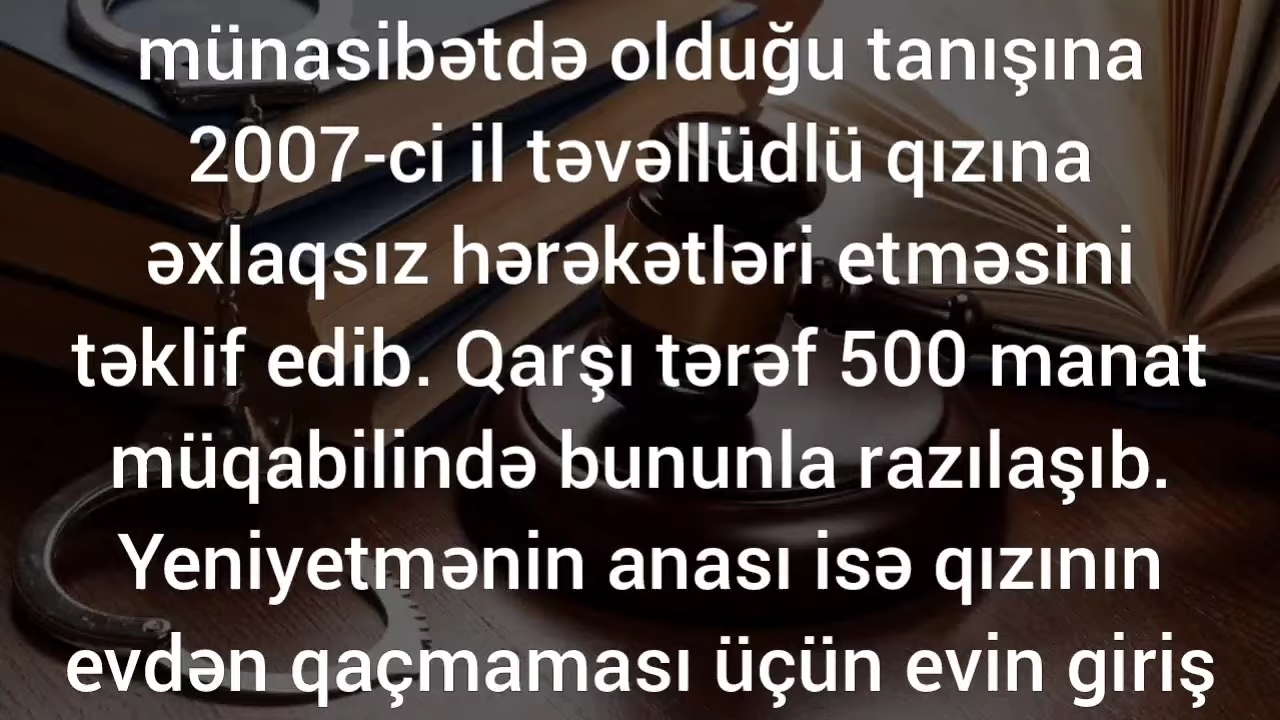 münasibətdə olduğu tanışına
2007-ci il təvəllüdlü qızına
əxlaqsız hərəkətləri etməsini
təklif edib. Qarşı tərəf 500 manat
müqabilində bununla razılaşıb.
Yeniyetmənin anası isə qızının
evdən qaçmaması üçün evin giriş